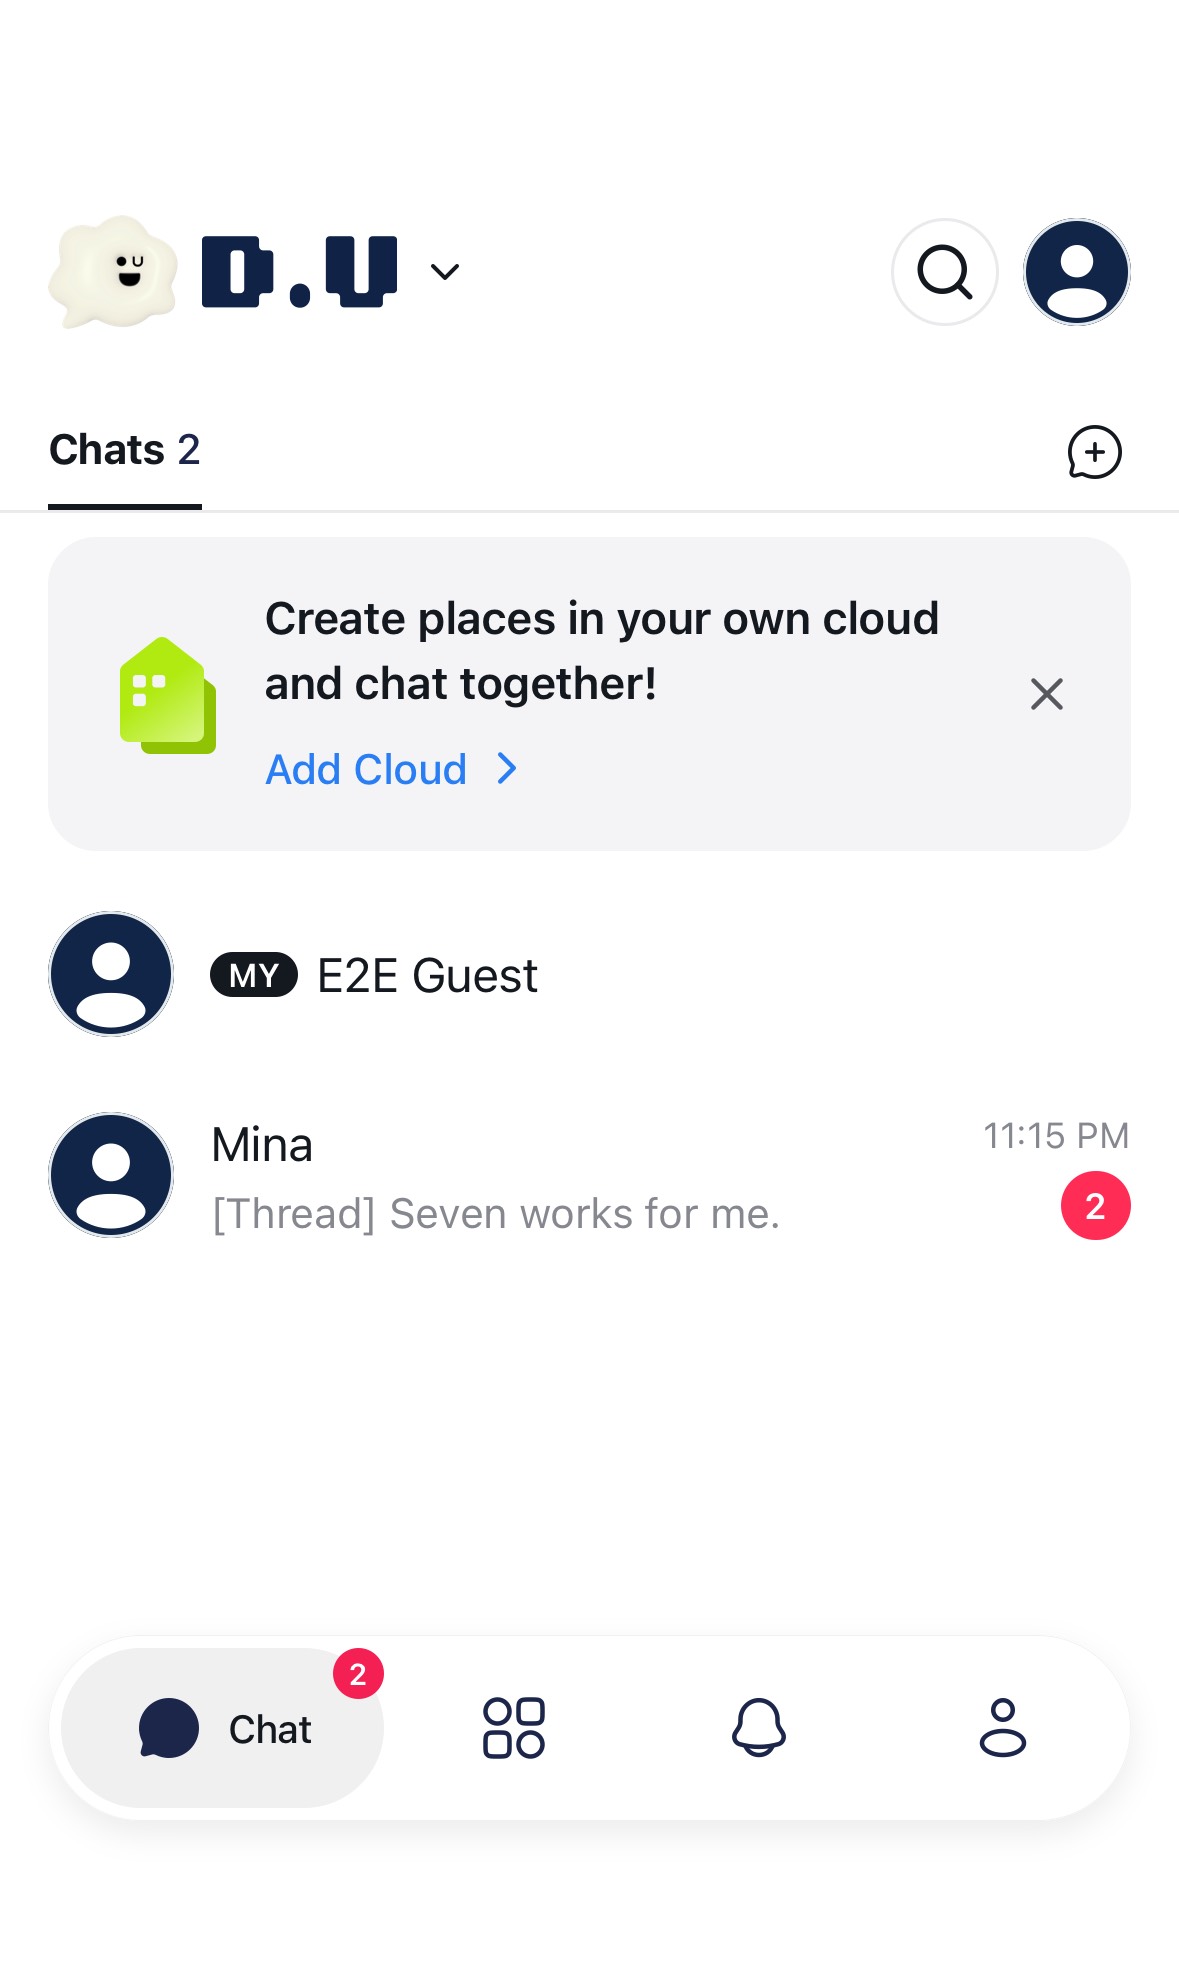 D.U
Chats 2
Create places in your own cloud
and chat together!
Add Cloud
MY E2E Guest
Mina
11:15 PM
[Thread] Seven works for me.
2
2
Chat